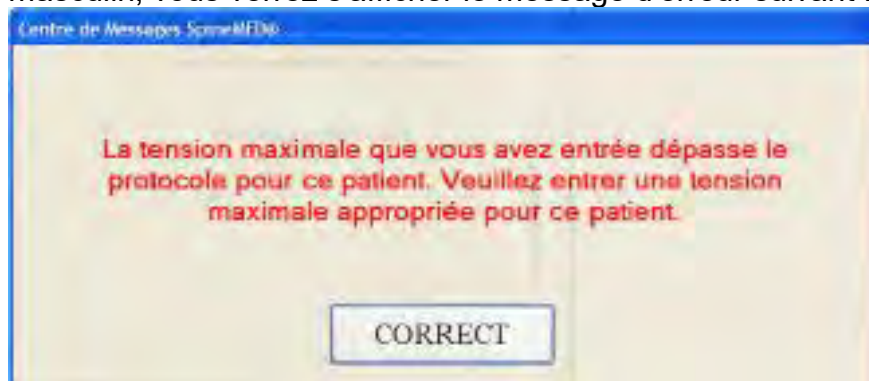 masculin, vous verrez s'afficher le message d'erreur suivant :
Centre de Messages SpineMED®
La tension maximale que vous avez entrée dépasse le
protocole pour ce patient. Veuillez entrer une tension
maximale appropriée pour ce patient.
CORRECT